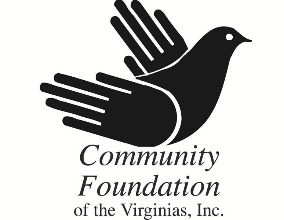 Community
Foundation
of the Virginias, Inc.